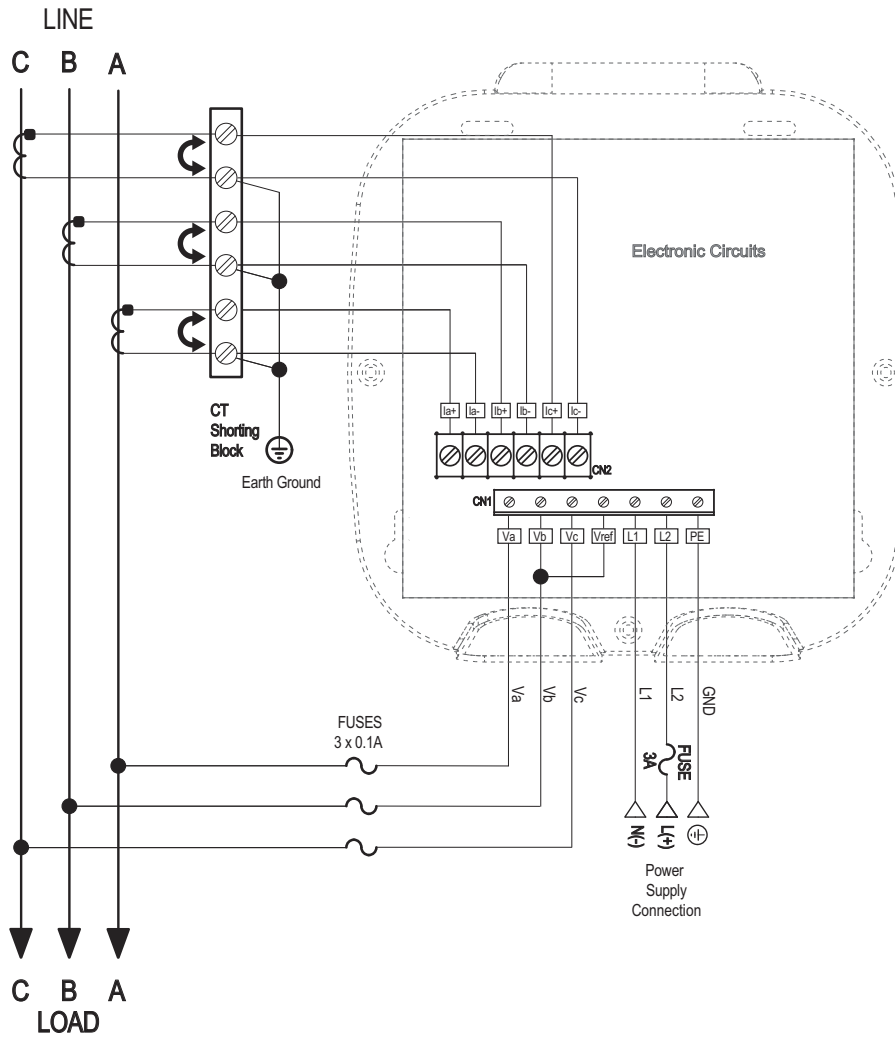 LINE
C B A
Electronic Circuits
CT
Shorting
Block
Earth Ground
Ia+ Ia- Ib+ Ib- Ic+ Ic-
CN2
CN1
Va Vb Vc Vref L1 L2 PE
Va Vb Vc L1 L2 GND
FUSES
3 x 0.1A
FUSE
3A
N(-) L(+)
Power
Supply
Connection
C B A
LOAD